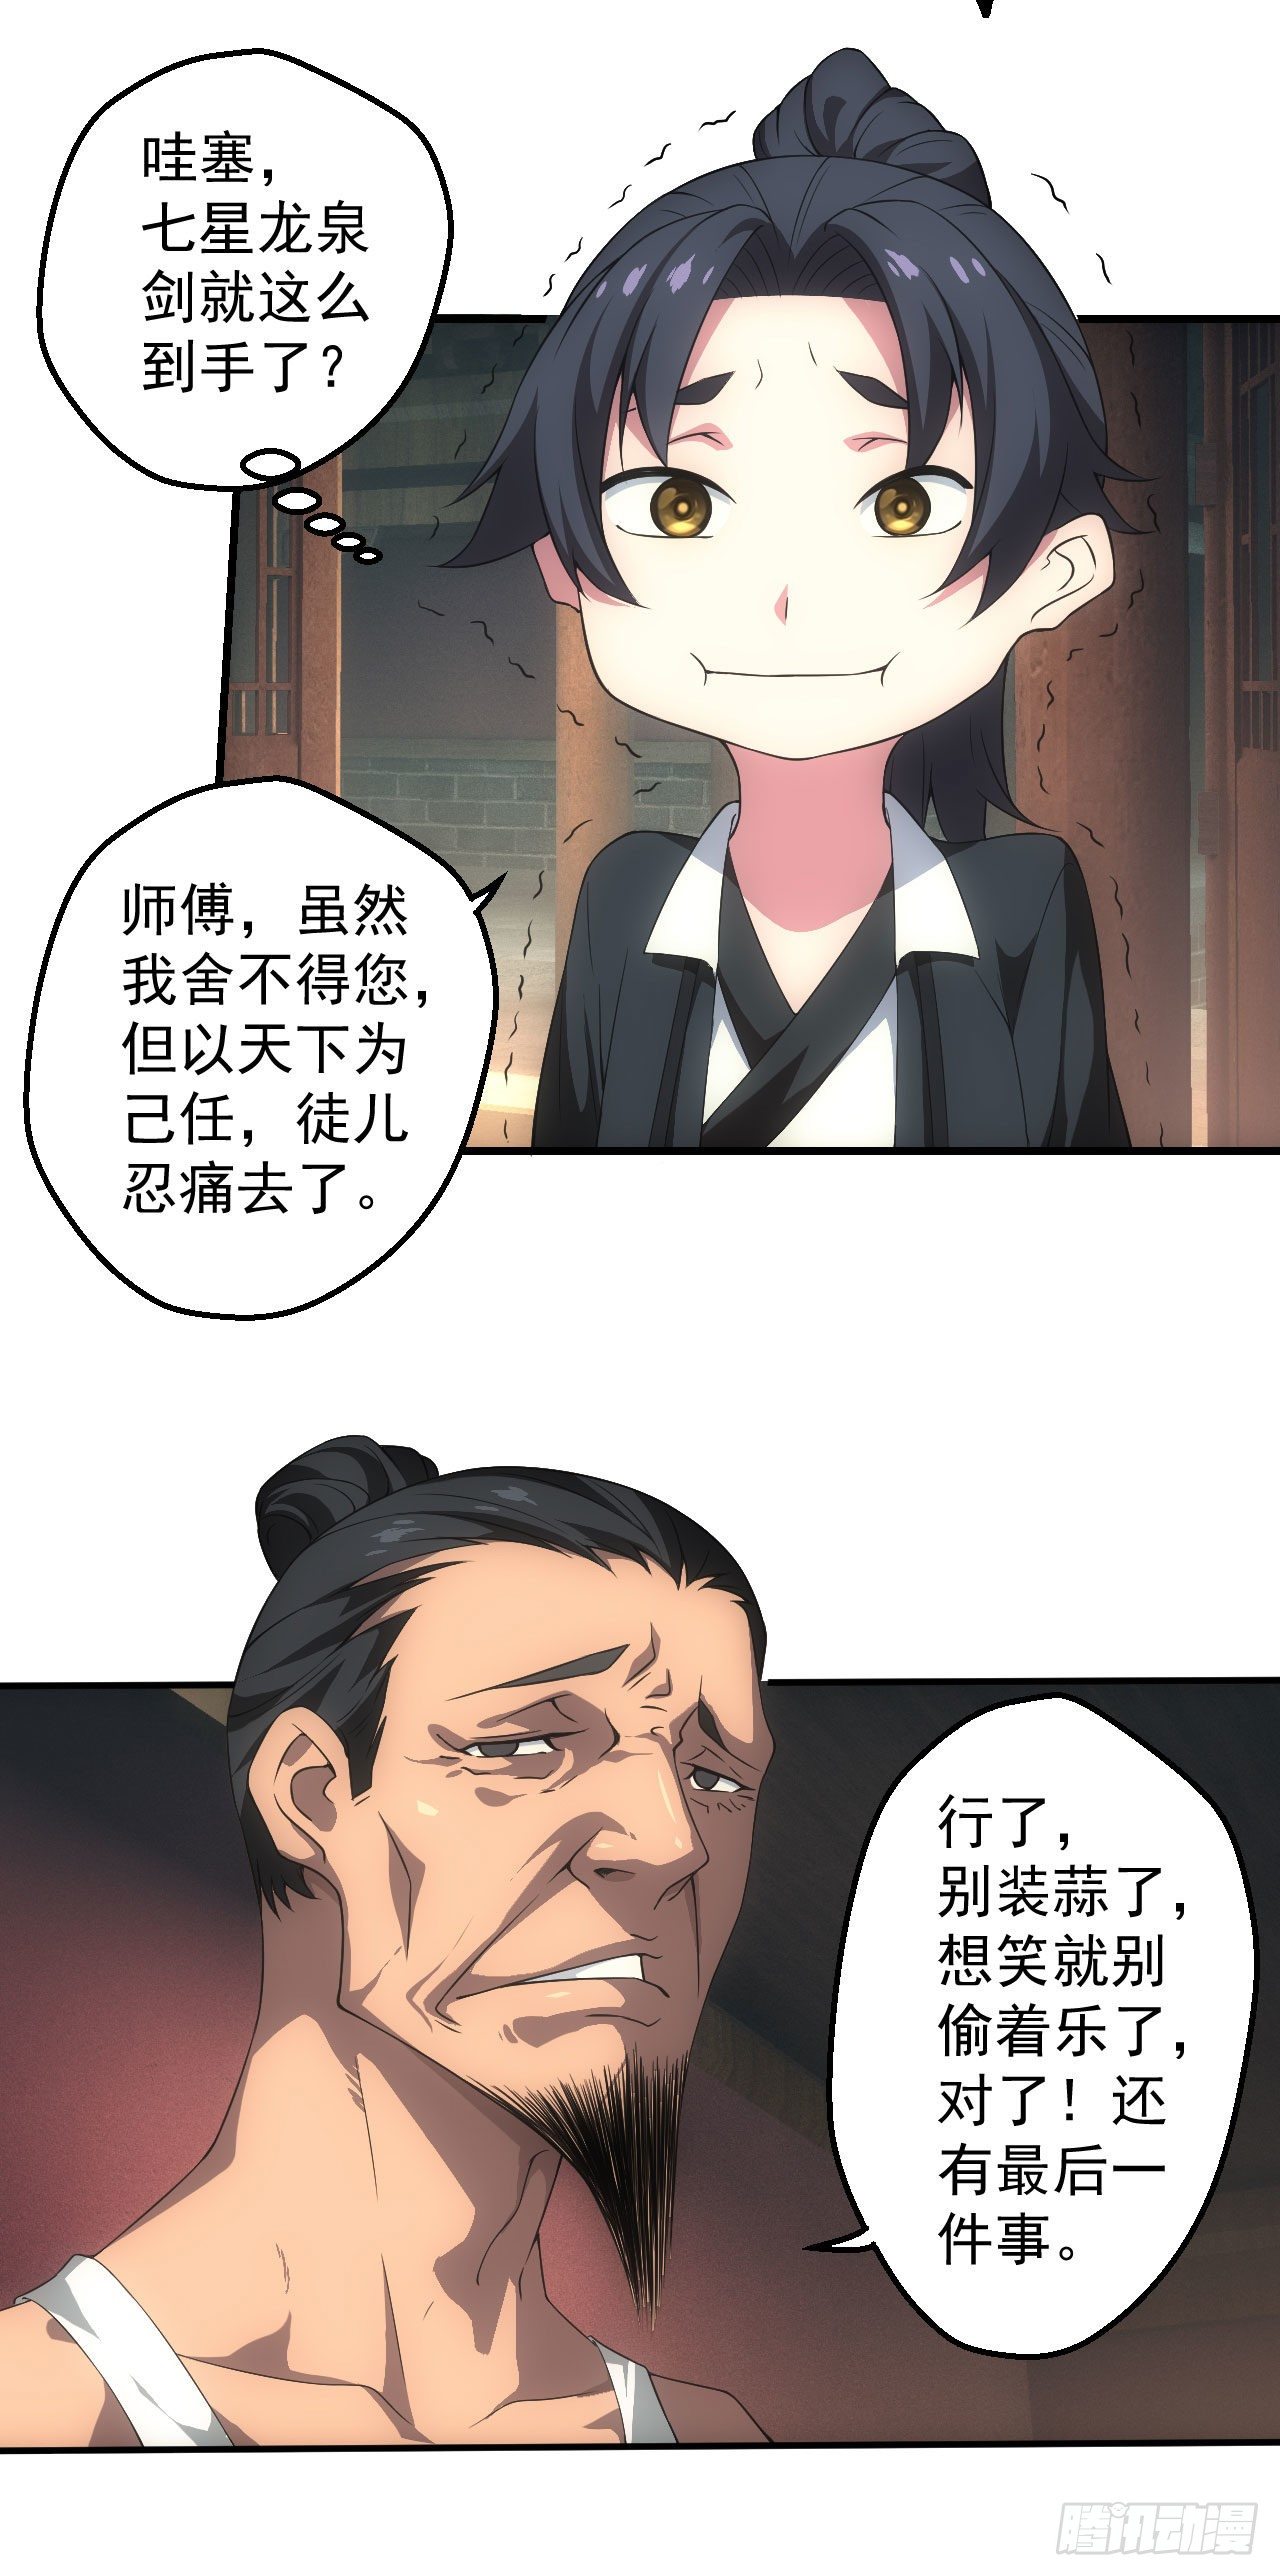 哇塞，
七星龙泉
剑就这么
到手了？
师傅，虽然
我舍不得您，
但以天下为
己任，徒儿
忍痛去了。
行了，
别装蒜了，
想笑就别
偷着乐了，
对了！还
有最后一
件事。
腾讯动漫